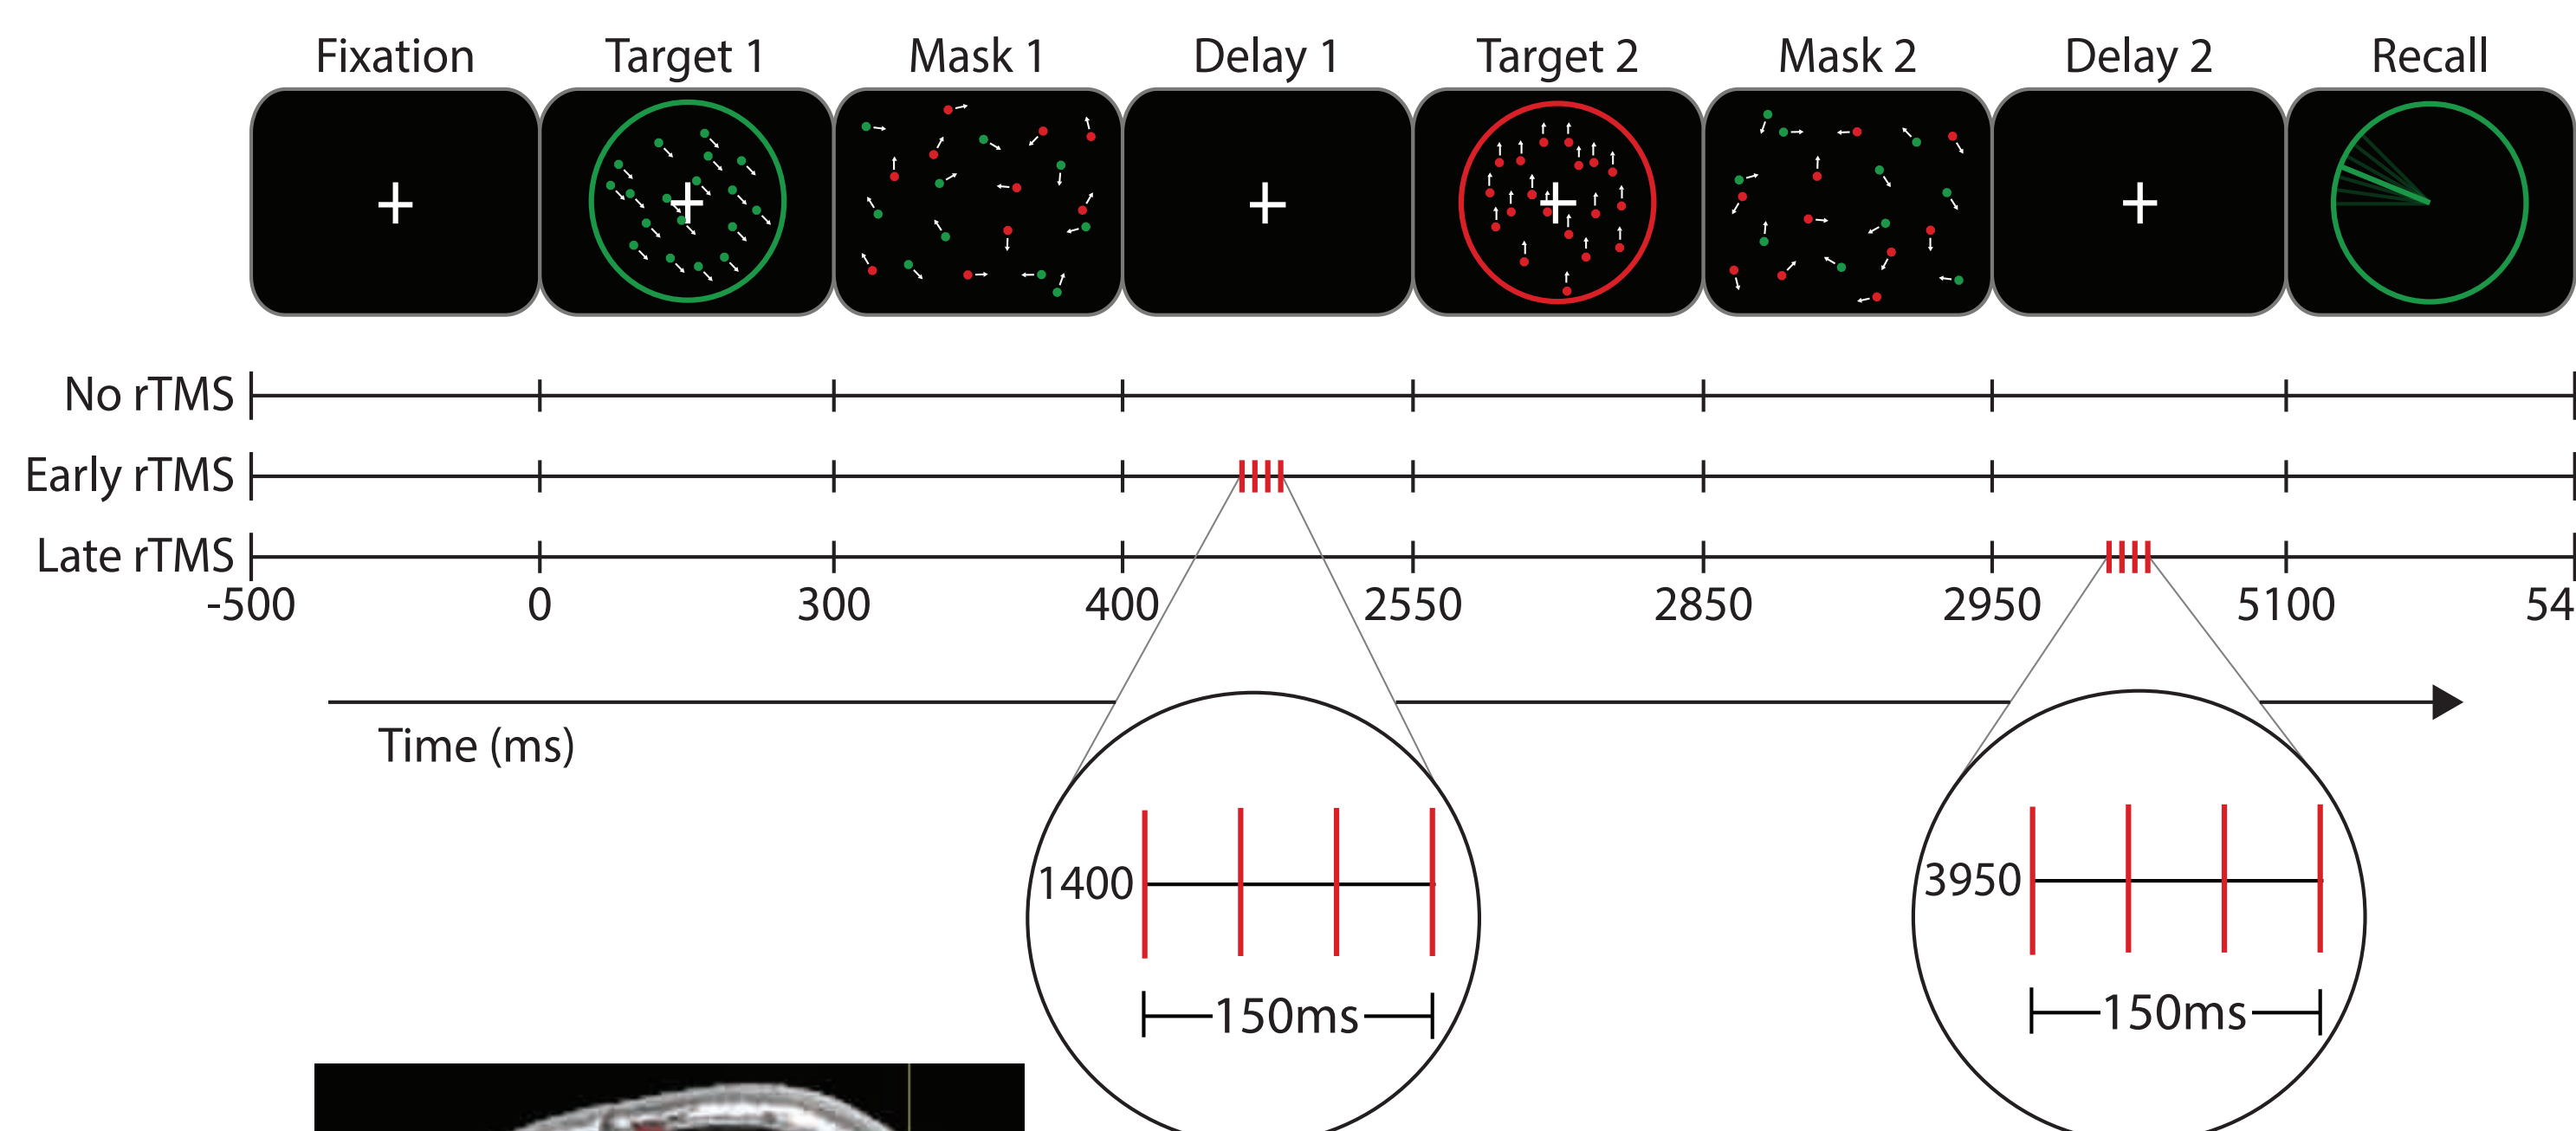 Fixation Target 1 Mask 1 Delay 1 Target 2 Mask 2 Delay 2 Recall
No rTMS
Early rTMS
Late rTMS
-500 0 300 400 2550 2850 2950 5100 54
Time (ms)
1400
150ms
3950
150ms